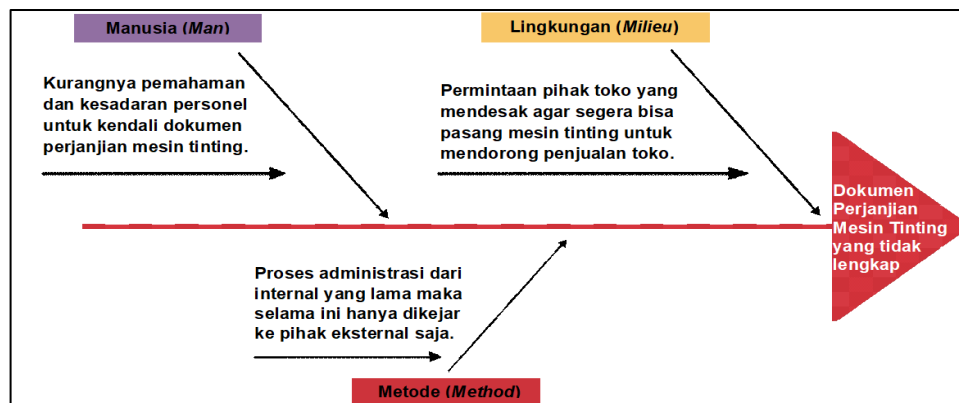 Manusia (Man)
Lingkungan (Milieu)
Kurangnya pemahaman
dan kesadaran personel
untuk kendali dokumen
perjanjian mesin tinting.
Permintaan pihak toko yang
mendesak agar segera bisa
pasang mesin tinting untuk
mendorong penjualan toko.
Dokumen
Perjanjian
Mesin Tinting
yang tidak
lengkap
Proses administrasi dari
internal yang lama maka
selama ini hanya dikejar
ke pihak eksternal saja.
Metode (Method)